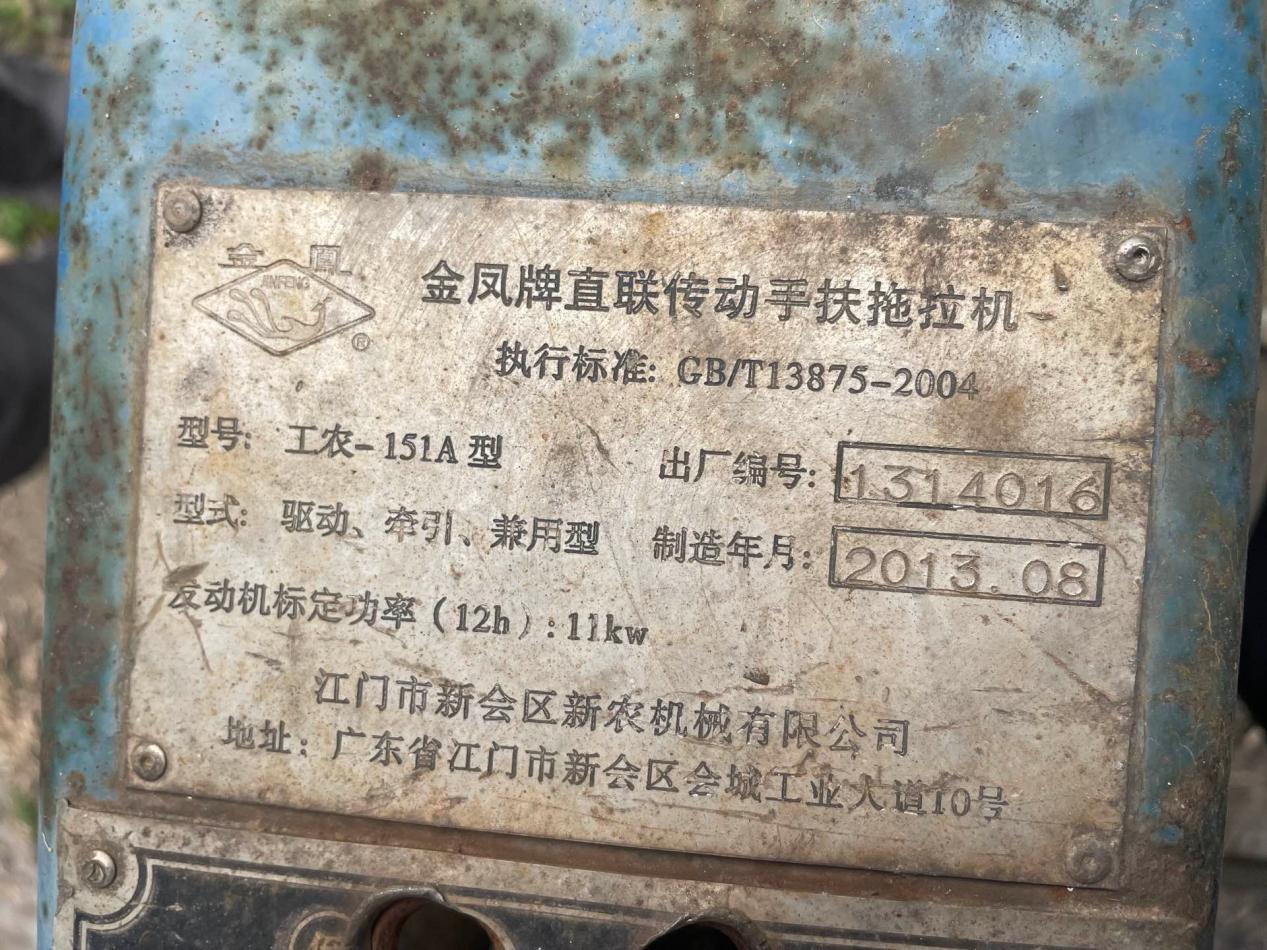 金凤
JINFENG
®
金凤牌直联传动手扶拖拉机
执行标准: GB/T13875-2004
型号: 工农-151A型 出厂编号: 1314016
型式: 驱动、牵引、兼用型 制造年月: 2013.08
发动机标定功率(12h): 11kw
江门市新会区新农机械有限公司
地址: 广东省江门市新会区会城工业大道10号